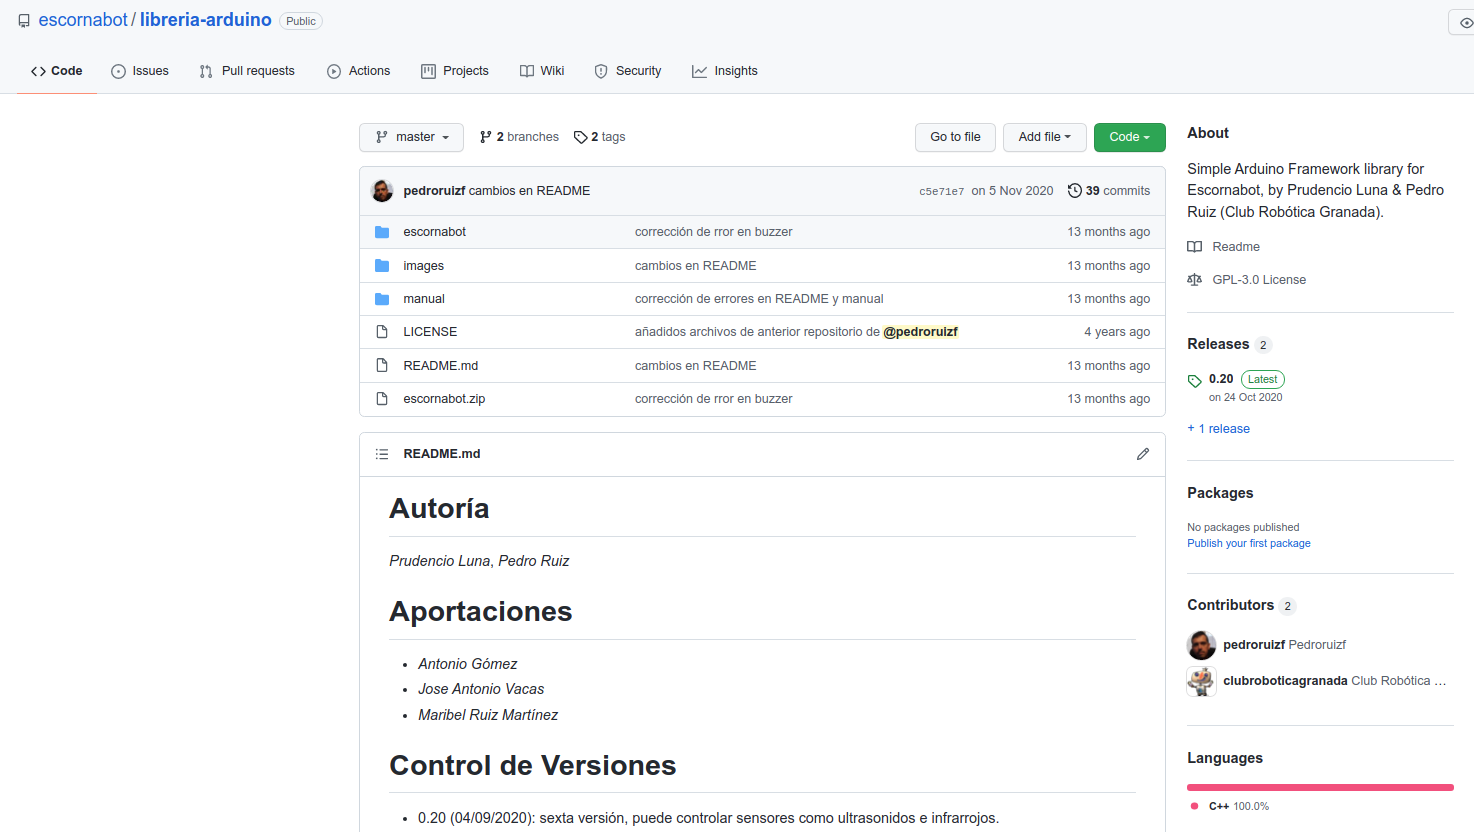 escornabot / libreria-arduino Public
Code Issues Pull requests Actions Projects Wiki Security Insights
master 2 branches 2 tags Go to file Add file Code
pedroruizf cambios en README c5e71e7 on 5 Nov 2020 39 commits
escornabot corrección de rror en buzzer 13 months ago
images cambios en README 13 months ago
manual corrección de errores en README y manual 13 months ago
LICENSE añadidos archivos de anterior repositorio de @pedroruizf 4 years ago
README.md cambios en README 13 months ago
escornabot.zip corrección de rror en buzzer 13 months ago
README.md
Autoría
Prudencio Luna, Pedro Ruiz
Aportaciones
• Antonio Gómez
• Jose Antonio Vacas
• Maribel Ruiz Martínez
Control de Versiones
• 0.20 (04/09/2020): sexta versión, puede controlar sensores como ultrasonidos e infrarrojos.
About
Simple Arduino Framework library for
Escornabot, by Prudencio Luna & Pedro
Ruiz (Club Robótica Granada).
Readme
GPL-3.0 License
Releases 2
0.20 Latest
on 24 Oct 2020
+ 1 release
Packages
No packages published
Publish your first package
Contributors 2
pedroruizf Pedroruizf
clubroboticagranada Club Robótica ...
Languages
C++ 100.0%